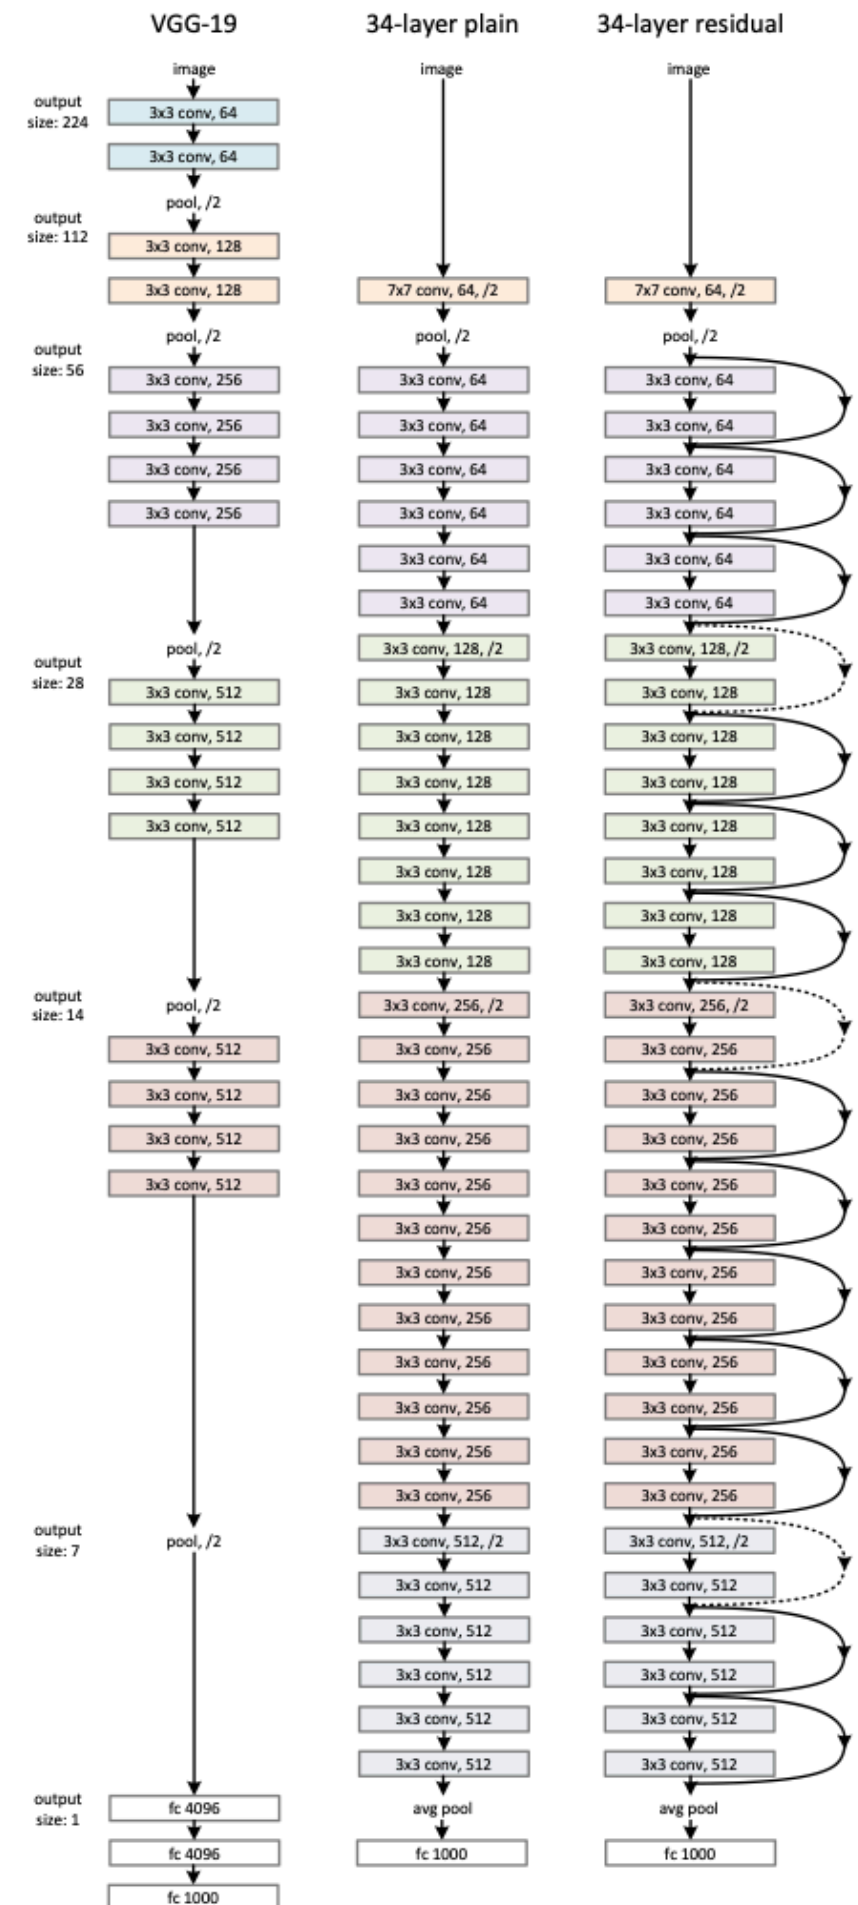 VGG-19
34-layer plain
34-layer residual
image
output
size: 224
3x3 conv, 64
3x3 conv, 64
pool, /2
output
size: 112
3x3 conv, 128
3x3 conv, 128
pool, /2
output
size: 56
3x3 conv, 256
3x3 conv, 256
3x3 conv, 256
3x3 conv, 256
pool, /2
output
size: 28
3x3 conv, 512
3x3 conv, 512
3x3 conv, 512
3x3 conv, 512
output
size: 14
pool, /2
3x3 conv, 512
3x3 conv, 512
3x3 conv, 512
3x3 conv, 512
output
size: 7
pool, /2
output
size: 1
fc 4096
fc 4096
fc 1000
image
7x7 conv, 64, /2
pool, /2
3x3 conv, 64
3x3 conv, 64
3x3 conv, 64
3x3 conv, 64
3x3 conv, 64
3x3 conv, 64
3x3 conv, 128, /2
3x3 conv, 128
3x3 conv, 128
3x3 conv, 128
3x3 conv, 128
3x3 conv, 128
3x3 conv, 128
3x3 conv, 128
3x3 conv, 256, /2
3x3 conv, 256
3x3 conv, 256
3x3 conv, 256
3x3 conv, 256
3x3 conv, 256
3x3 conv, 256
3x3 conv, 256
3x3 conv, 256
3x3 conv, 256
3x3 conv, 256
3x3 conv, 256
3x3 conv, 512, /2
3x3 conv, 512
3x3 conv, 512
3x3 conv, 512
3x3 conv, 512
3x3 conv, 512
avg pool
fc 1000
image
7x7 conv, 64, /2
pool, /2
3x3 conv, 64
3x3 conv, 64
3x3 conv, 64
3x3 conv, 64
3x3 conv, 64
3x3 conv, 64
3x3 conv, 128, /2
3x3 conv, 128
3x3 conv, 128
3x3 conv, 128
3x3 conv, 128
3x3 conv, 128
3x3 conv, 128
3x3 conv, 128
3x3 conv, 256, /2
3x3 conv, 256
3x3 conv, 256
3x3 conv, 256
3x3 conv, 256
3x3 conv, 256
3x3 conv, 256
3x3 conv, 256
3x3 conv, 256
3x3 conv, 256
3x3 conv, 256
3x3 conv, 256
3x3 conv, 512, /2
3x3 conv, 512
3x3 conv, 512
3x3 conv, 512
3x3 conv, 512
3x3 conv, 512
avg pool
fc 1000